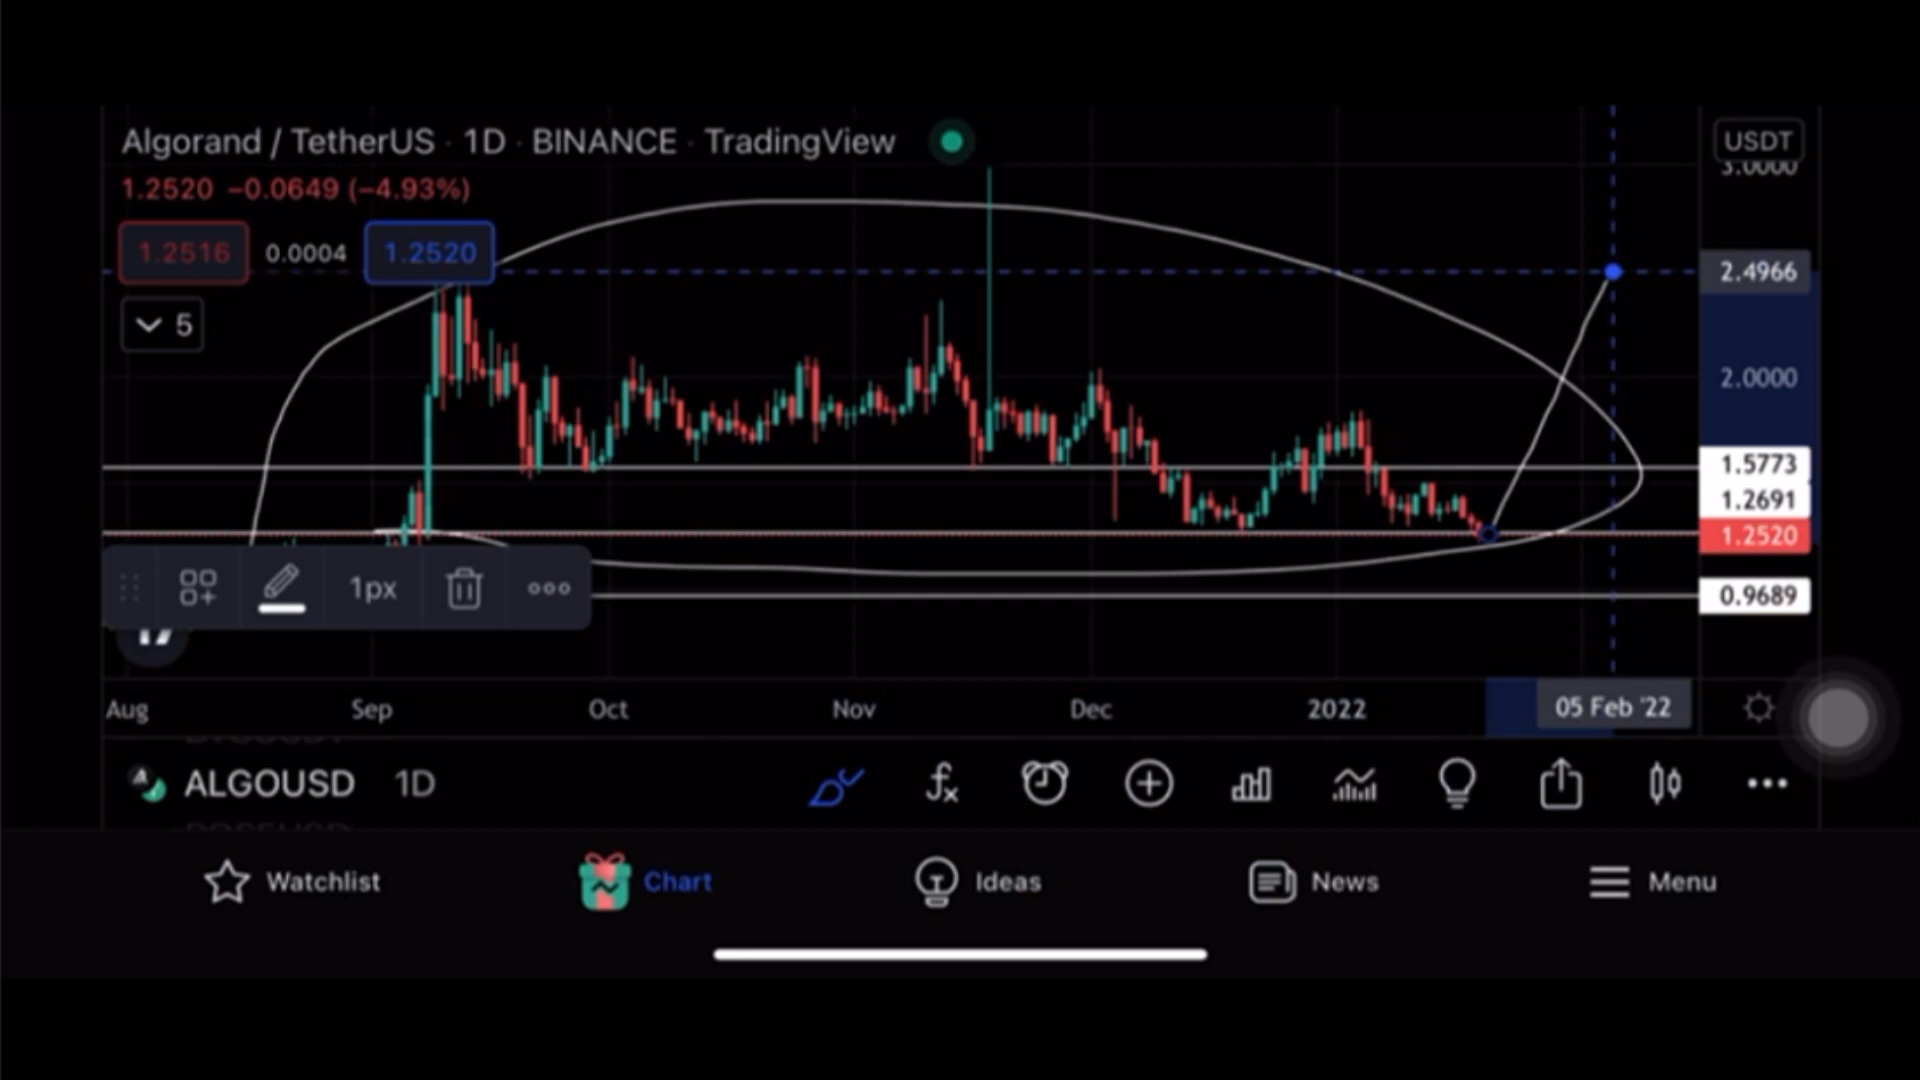 Algorand / TetherUS · 1D · BINANCE · TradingView
USDT
3.0000
1.2520 −0.0649 (−4.93%)
1.2516 0.0004 1.2520
2.4966
5
2.0000
1.5773
1.2691
1.2520
0.9689
1px
Aug Sep Oct Nov Dec 2022 05 Feb '22
ALGOUSD 1D
Watchlist Chart Ideas News Menu